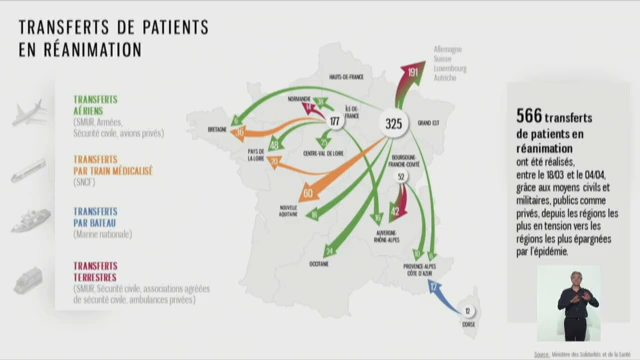 TRANSFERTS DE PATIENTS
EN RÉANIMATION
TRANSFERTS
AÉRIENS
(SMUR, Armées,
Sécurité civile, avions privés)
TRANSFERTS
PAR TRAIN MÉDICALISÉ
(SNCF)
TRANSFERTS
PAR BATEAU
(Marine nationale)
TRANSFERTS
TERRESTRES
(SMUR, Sécurité civile, associations agréées
de sécurité civile, ambulances privées)
Allemagne
Suisse
Luxembourg
Autriche
191
HAUTS-DE-FRANCE
NORMANDIE
ÎLE-DE-
FRANCE
177
325
GRAND EST
BRETAGNE
PAYS DE
LA LOIRE
48
CENTRE-VAL DE LOIRE
BOURGOGNE-
FRANCHE-COMTÉ
52
60
42
NOUVELLE
AQUITAINE
AUVERGNE-
RHÔNE-ALPES
OCCITANIE
PROVENCE-ALPES
CÔTE D'AZUR
12
12
CORSE
566 transferts
de patients en
réanimation
ont été réalisés,
entre le 18/03 et le 04/04,
grâce aux moyens civils et
militaires, publics comme
privés, depuis les régions les
plus en tension vers les
régions les plus épargnées
par l'épidémie.
Source : Ministère des Solidarités et de la Santé